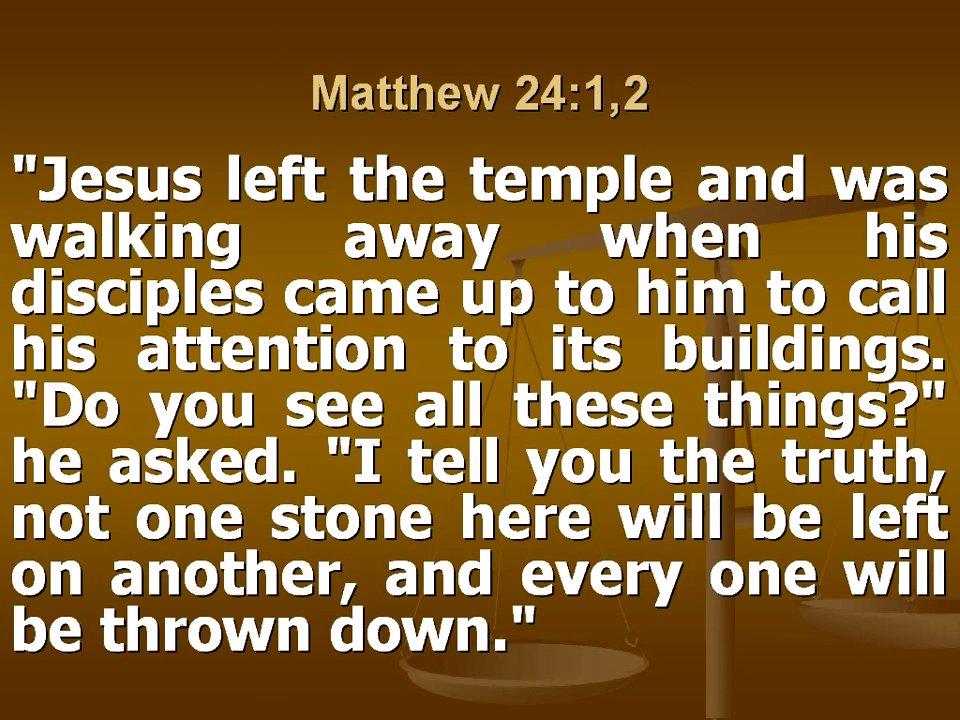 Matthew 24:1,2
"Jesus left the temple and was
walking away when his
disciples came up to him to call
his attention to its buildings.
"Do you see all these things?"
he asked. "I tell you the truth,
not one stone here will be left
on another, and every one will
be thrown down."